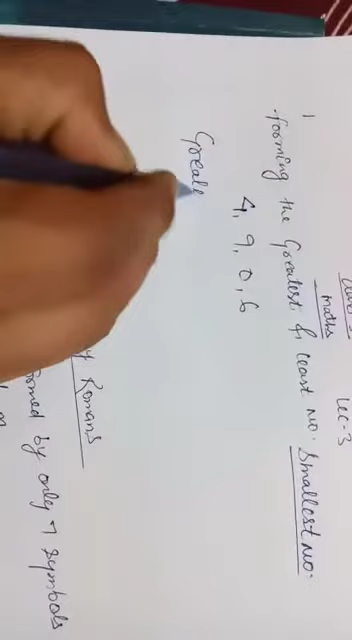 Maths
Lec-3
1
forming the Greatest & least no. Smallest no.
4, 9, 0, 6
Greate
Romans
formed by only 7 symbols